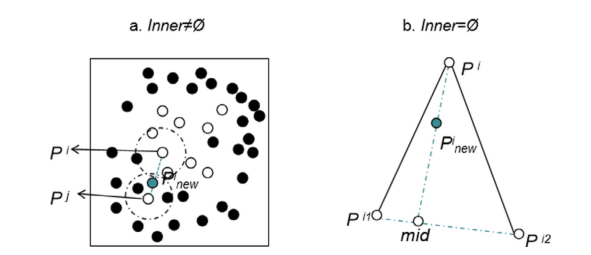 a. Inner≠Ø
b. Inner=Ø
P i
P i new
P j
P i
P i new
P i1
mid
P i2